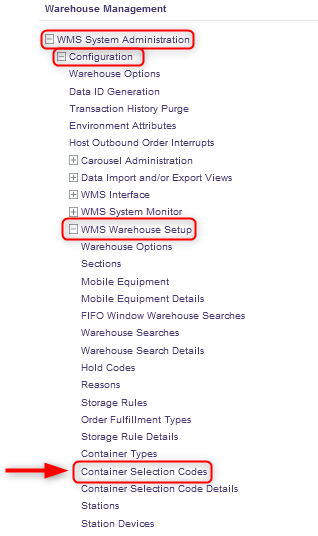 Warehouse Management
WMS System Administration
Configuration
Warehouse Options
Data ID Generation
Transaction History Purge
Environment Attributes
Host Outbound Order Interrupts
Carousel Administration
Data Import and/or Export Views
WMS Interface
WMS System Monitor
WMS Warehouse Setup
Warehouse Options
Sections
Mobile Equipment
Mobile Equipment Details
FIFO Window Warehouse Searches
Warehouse Searches
Warehouse Search Details
Hold Codes
Reasons
Storage Rules
Order Fulfillment Types
Storage Rule Details
Container Types
Container Selection Codes
Container Selection Code Details
Stations
Station Devices